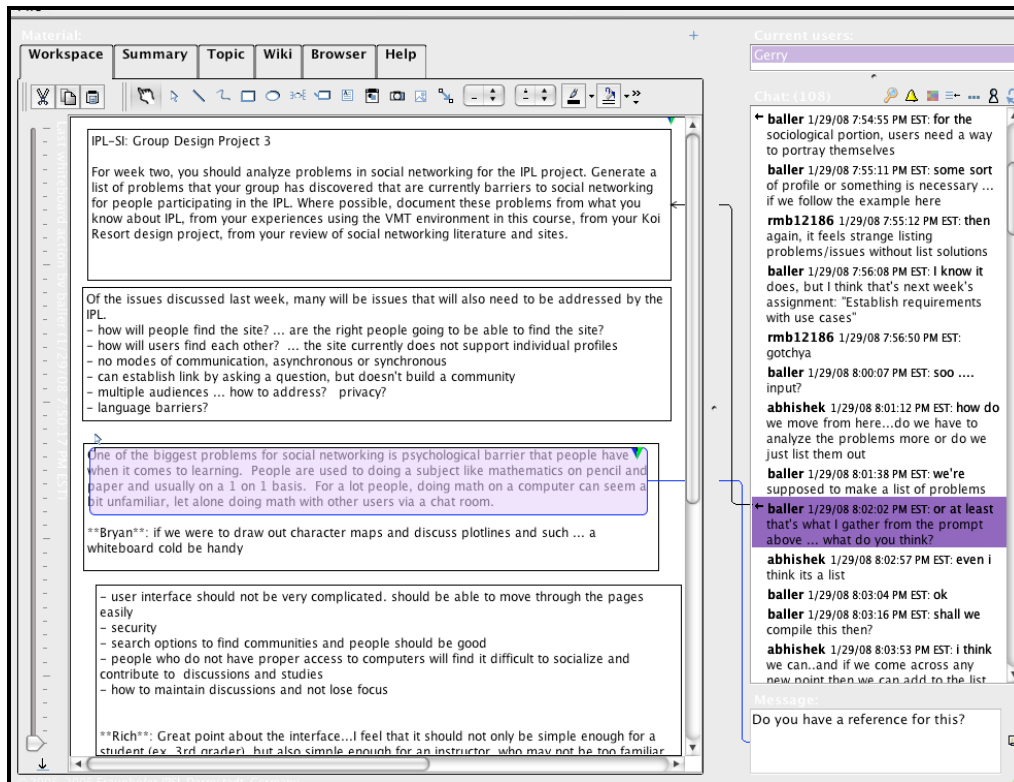 Material:
Workspace
Summary
Topic
Wiki
Browser
Help
IPL-SI: Group Design Project 3
For week two, you should analyze problems in social networking for the IPL project. Generate a
list of problems that your group has discovered that are currently barriers to social networking
for people participating in the IPL. Where possible, document these problems from what you
know about IPL, from your experiences using the VMT environment in this course, from your Koi
Resort design project, from your review of social networking literature and sites.
Of the issues discussed last week, many will be issues that will also need to be addressed by the
IPL.
- how will people find the site? ... are the right people going to be able to find the site?
- how will users find each other? ... the site currently does not support individual profiles
- no modes of communication, asynchronous or synchronous
- can establish link by asking a question, but doesn't build a community
- multiple audiences ... how to address? privacy?
- language barriers?
One of the biggest problems for social networking is psychological barrier that people have
when it comes to learning. People are used to doing a subject like mathematics on pencil and
paper and usually on a 1 on 1 basis. For a lot people, doing math on a computer can seem a
bit unfamiliar, let alone doing math with other users via a chat room.
**Bryan**: if we were to draw out character maps and discuss plotlines and such ... a
whiteboard cold be handy
- user interface should not be very complicated. should be able to move through the pages
easily
- security
- search options to find communities and people should be good
- people who do not have proper access to computers will find it difficult to socialize and
contribute to discussions and studies
- how to maintain discussions and not lose focus
**Rich**: Great point about the interface...I feel that it should not only be simple enough for a
student (ex. 3rd grader), but also simple enough for an instructor, who may not be too familiar
Last whiteboard action by baller (1/29/08 7:50:17 PM EST)
Current users:
Gerry
Chat: (108)
baller 1/29/08 7:54:55 PM EST: for the
sociological portion, users need a way
to portray themselves
baller 1/29/08 7:55:11 PM EST: some sort
of profile or something is necessary ...
if we follow the example here
rmb12186 1/29/08 7:55:12 PM EST: then
again, it feels strange listing
problems/issues without list solutions
baller 1/29/08 7:56:08 PM EST: I know it
does, but I think that's next week's
assignment: "Establish requirements
with use cases"
rmb12186 1/29/08 7:56:50 PM EST:
gotchya
baller 1/29/08 8:00:07 PM EST: soo ....
input?
abhishek 1/29/08 8:01:12 PM EST: how do
we move from here...do we have to
analyze the problems more or do we
just list them out
baller 1/29/08 8:01:38 PM EST: we're
supposed to make a list of problems
baller 1/29/08 8:02:02 PM EST: or at least
that's what I gather from the prompt
above ... what do you think?
abhishek 1/29/08 8:02:57 PM EST: even i
think its a list
baller 1/29/08 8:03:04 PM EST: ok
baller 1/29/08 8:03:16 PM EST: shall we
compile this then?
abhishek 1/29/08 8:03:53 PM EST: i think
we can..and if we come across any
new point then we can add to the list
Message:
Do you have a reference for this?